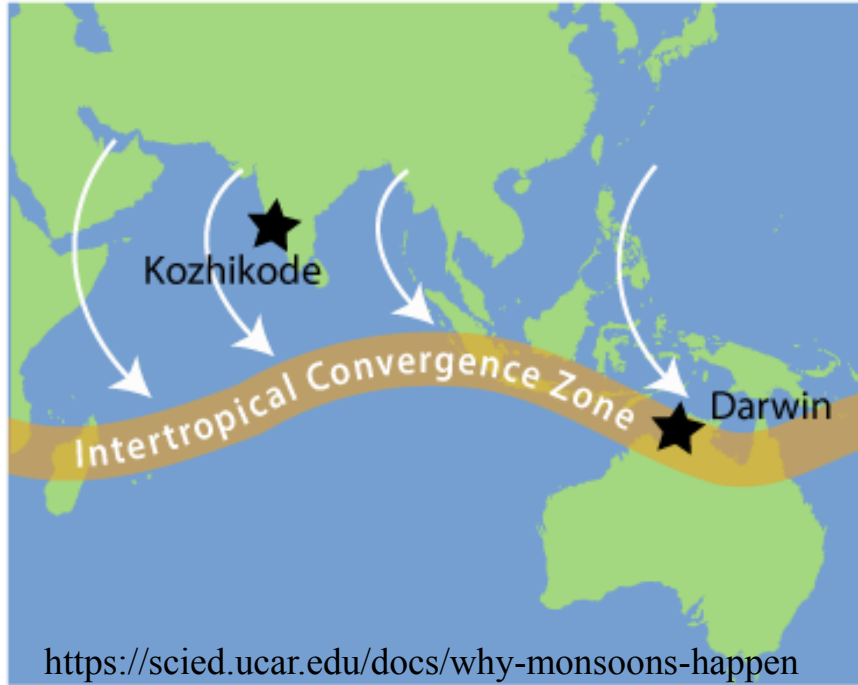 Kozhikode
Intertropical Convergence Zone
Darwin
https://scied.ucar.edu/docs/why-monsoons-happen